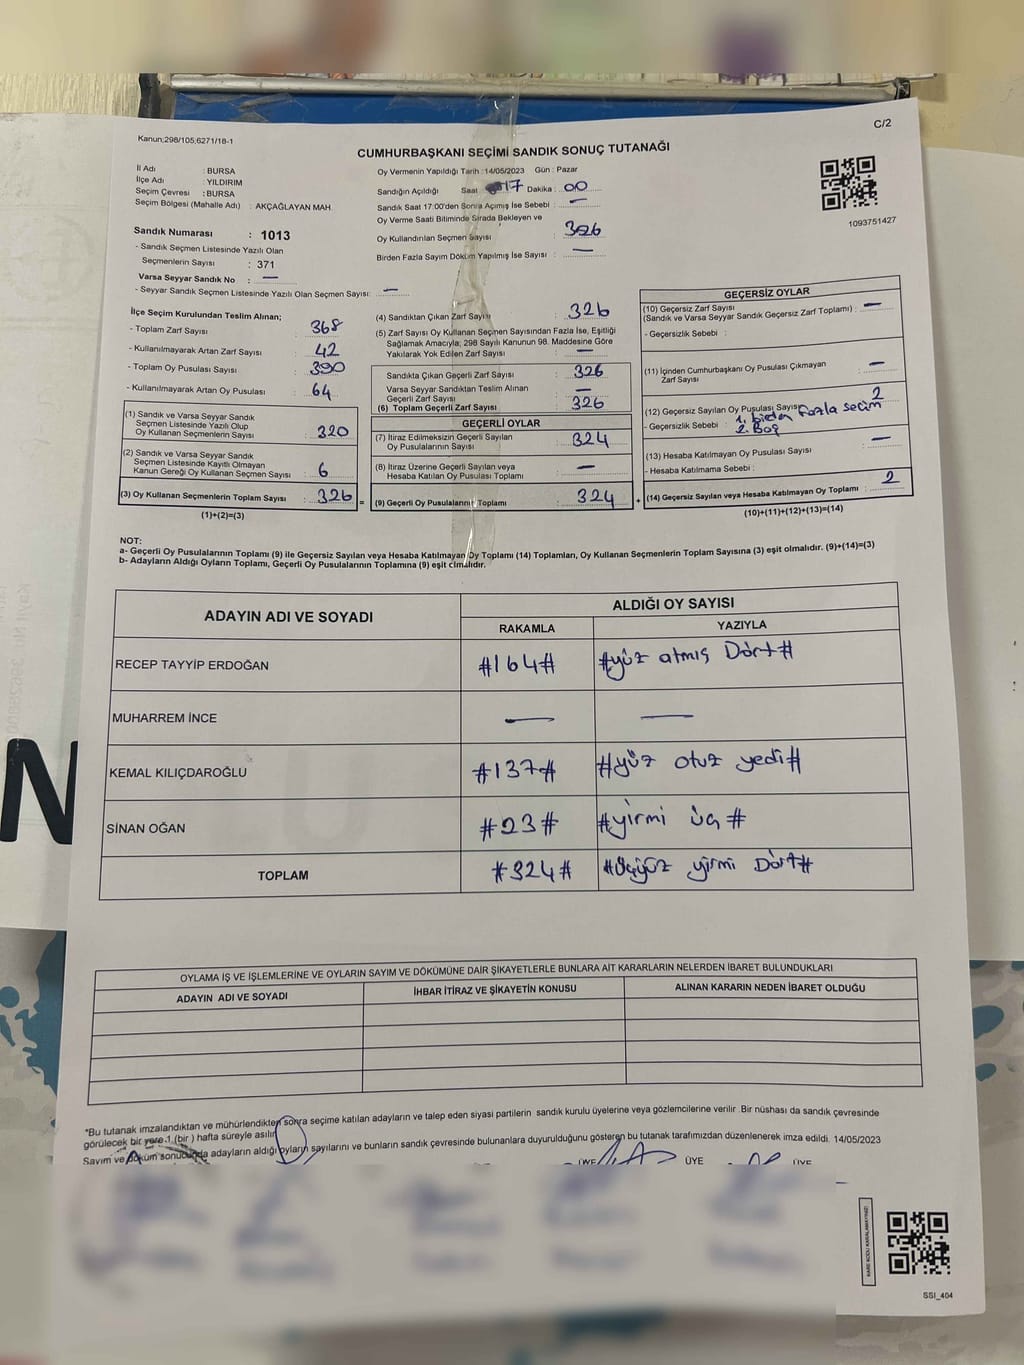 Kanun;298/105;6271/18-1
C/2
CUMHURBAŞKANI SEÇİMİ SANDIK SONUÇ TUTANAĞI
İl Adı : BURSA
İlçe Adı : YILDIRIM
Seçim Çevresi : BURSA
Seçim Bölgesi (Mahalle Adı) : AKÇAĞLAYAN MAH.
Sandık Numarası : 1013
- Sandık Seçmen Listesinde Yazılı Olan
Seçmenlerin Sayısı : 371
Varsa Seyyar Sandık No : —
- Seyyar Sandık Seçmen Listesinde Yazılı Olan Seçmen Sayısı: —
Oy Vermenin Yapıldığı Tarih :14/05/2023 Gün : Pazar
Sandığın Açıldığı Saat 17 Dakika : 00
Sandık Saat 17:00'den Sonra Açımış İse Sebebi : —
Oy Verme Saati Bitiminde Sırada Bekleyen ve
Oy Kullandırılan Seçmen Sayısı : 326
Birden Fazla Sayım Döküm Yapılmış İse Sayısı : —
1093751427
İlçe Seçim Kurulundan Teslim Alınan;
- Toplam Zarf Sayısı : 368
- Kullanılmayarak Artan Zarf Sayısı : 42
- Toplam Oy Pusulası Sayısı : 390
- Kullanılmayarak Artan Oy Pusulası : 64
(1) Sandık ve Varsa Seyyar Sandık
Seçmen Listesinde Yazılı Olup
Oy Kullanan Seçmenlerin Sayısı : 320
(2) Sandık ve Varsa Seyyar Sandık
Seçmen Listesinde Kayıtlı Olmayan
Kanun Gereği Oy Kullanan Seçmen Sayısı : 6
(3) Oy Kullanan Seçmenlerin Toplam Sayısı : 326 =
(1)+(2)=(3)
(4) Sandıktan Çıkan Zarf Sayısı : 326
(5) Zarf Sayısı Oy Kullanan Seçmen Sayısından Fazla İse, Eşitliği
Sağlamak Amacıyla; 298 Sayılı Kanunun 98. Maddesine Göre
Yakılarak Yok Edilen Zarf Sayısı : —
Sandıkta Çıkan Geçerli Zarf Sayısı : 326
Varsa Seyyar Sandıktan Teslim Alınan
Geçerli Zarf Sayısı : —
(6) Toplam Geçerli Zarf Sayısı : 326
GEÇERLİ OYLAR
(7) İtiraz Edilmeksizin Geçerli Sayılan
Oy Pusulalarının Sayısı : 324
(8) İtiraz Üzerine Geçerli Sayılan veya
Hesaba Katılan Oy Pusulası Toplamı : —
(9) Geçerli Oy Pusulalarının Toplamı : 324 +
GEÇERSİZ OYLAR
(10) Geçersiz Zarf Sayısı
(Sandık ve Varsa Seyyar Sandık Geçersiz Zarf Toplamı) : —
- Geçersizlik Sebebi :
(11) İçinden Cumhurbaşkanı Oy Pusulası Çıkmayan
Zarf Sayısı : —
(12) Geçersiz Sayılan Oy Pusulası Sayısı : 2
- Geçersizlik Sebebi : 1. birden fazla seçim
2. Boş
(13) Hesaba Katılmayan Oy Pusulası Sayısı : —
- Hesaba Katılmama Sebebi :
(14) Geçersiz Sayılan veya Hesaba Katılmayan Oy Toplamı : 2
(10)+(11)+(12)+(13)=(14)
NOT:
a- Geçerli Oy Pusulalarının Toplamı (9) ile Geçersiz Sayılan veya Hesaba Katılmayan Oy Toplamı (14) Toplamları, Oy Kullanan Seçmenlerin Toplam Sayısına (3) eşit olmalıdır. (9)+(14)=(3)
b- Adayların Aldığı Oyların Toplamı, Geçerli Oy Pusulalarının Toplamına (9) eşit olmalıdır.
ADAYIN ADI VE SOYADI
ALDIĞI OY SAYISI
RAKAMLA YAZIYLA
RECEP TAYYİP ERDOĞAN #164# #yüz atmış Dört#
MUHARREM İNCE — —
KEMAL KILIÇDAROĞLU #137# #yüz otuz yedi#
SİNAN OĞAN #23# #yirmi üç#
TOPLAM #324# #Üçyüz yirmi Dört#
OYLAMA İŞ VE İŞLEMLERİNE VE OYLARIN SAYIM VE DÖKÜMÜNE DAİR ŞİKAYETLERLE BUNLARA AİT KARARLARIN NELERDEN İBARET BULUNDUKLARI
ADAYIN ADI VE SOYADI İHBAR İTİRAZ VE ŞİKAYETİN KONUSU ALINAN KARARIN NEDEN İBARET OLDUĞU
*Bu tutanak imzalandıktan ve mühürlendikten sonra seçime katılan adayların ve talep eden siyasi partilerin sandık kurulu üyelerine veya gözlemcilerine verilir .Bir nüshası da sandık çevresinde
görülecek bir yere 1 (bir ) hafta süreyle asılır.
Sayım ve döküm sonucunda adayların aldığı oyların sayılarını ve bunların sandık çevresinde bulunanlara duyurulduğunu gösteren bu tutanak tarafımızdan düzenlenerek imza edildi. 14/05/2023
ÜYE ÜYE
KARE KODU KARALAMAYINIZ!
SSI_404
N